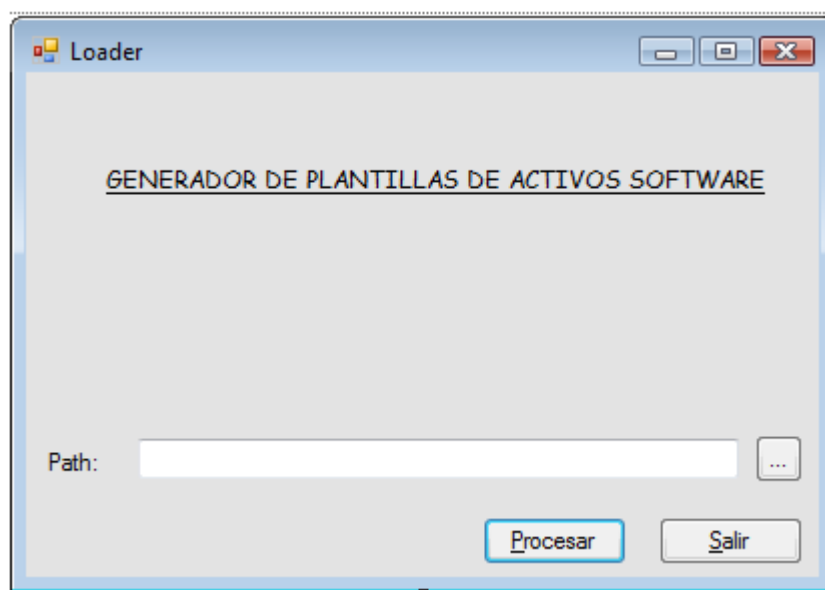 Loader
GENERADOR DE PLANTILLAS DE ACTIVOS SOFTWARE
Path:
...
Procesar
Salir